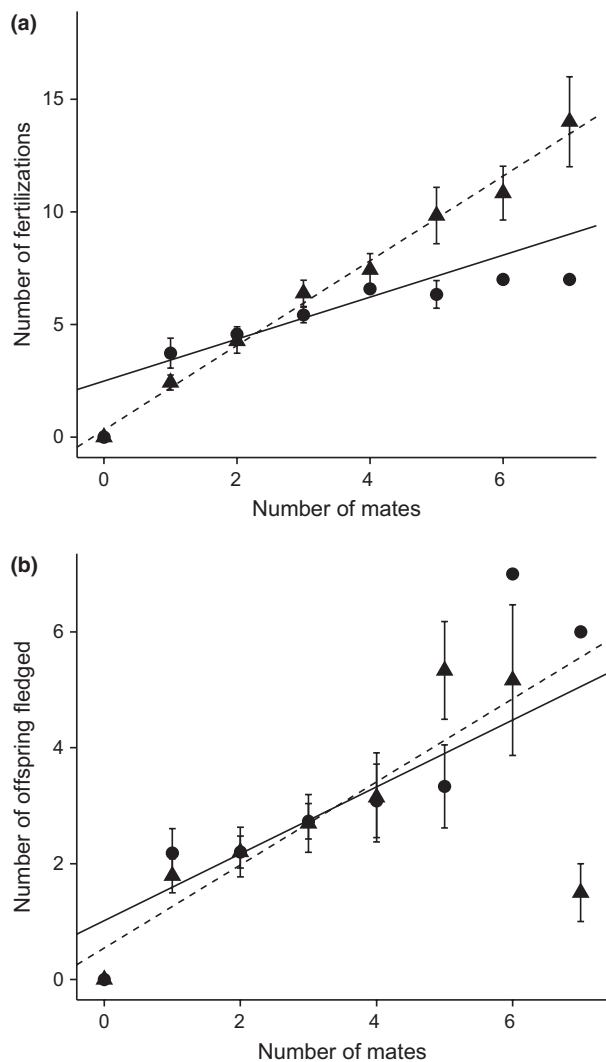 (a)
Number of fertilizations
15
10
5
0
0 2 4 6
Number of mates
(b)
Number of offspring fledged
6
4
2
0
0 2 4 6
Number of mates